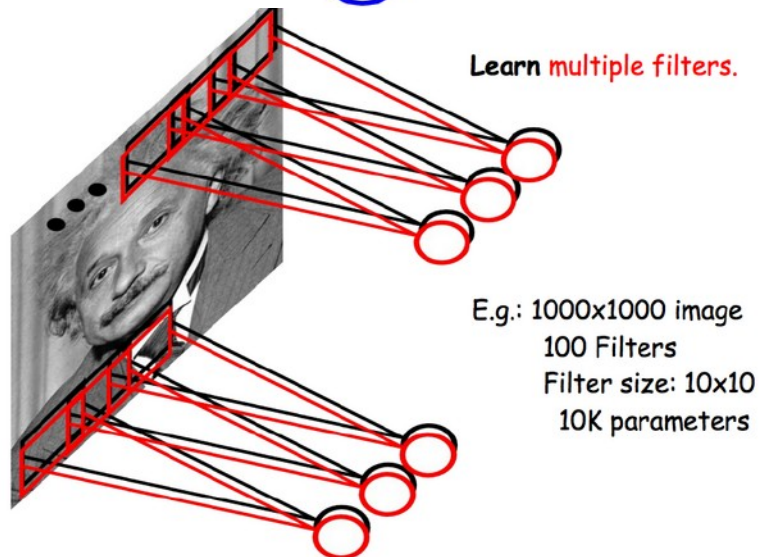 Learn multiple filters.
E.g.: 1000x1000 image
100 Filters
Filter size: 10x10
10K parameters